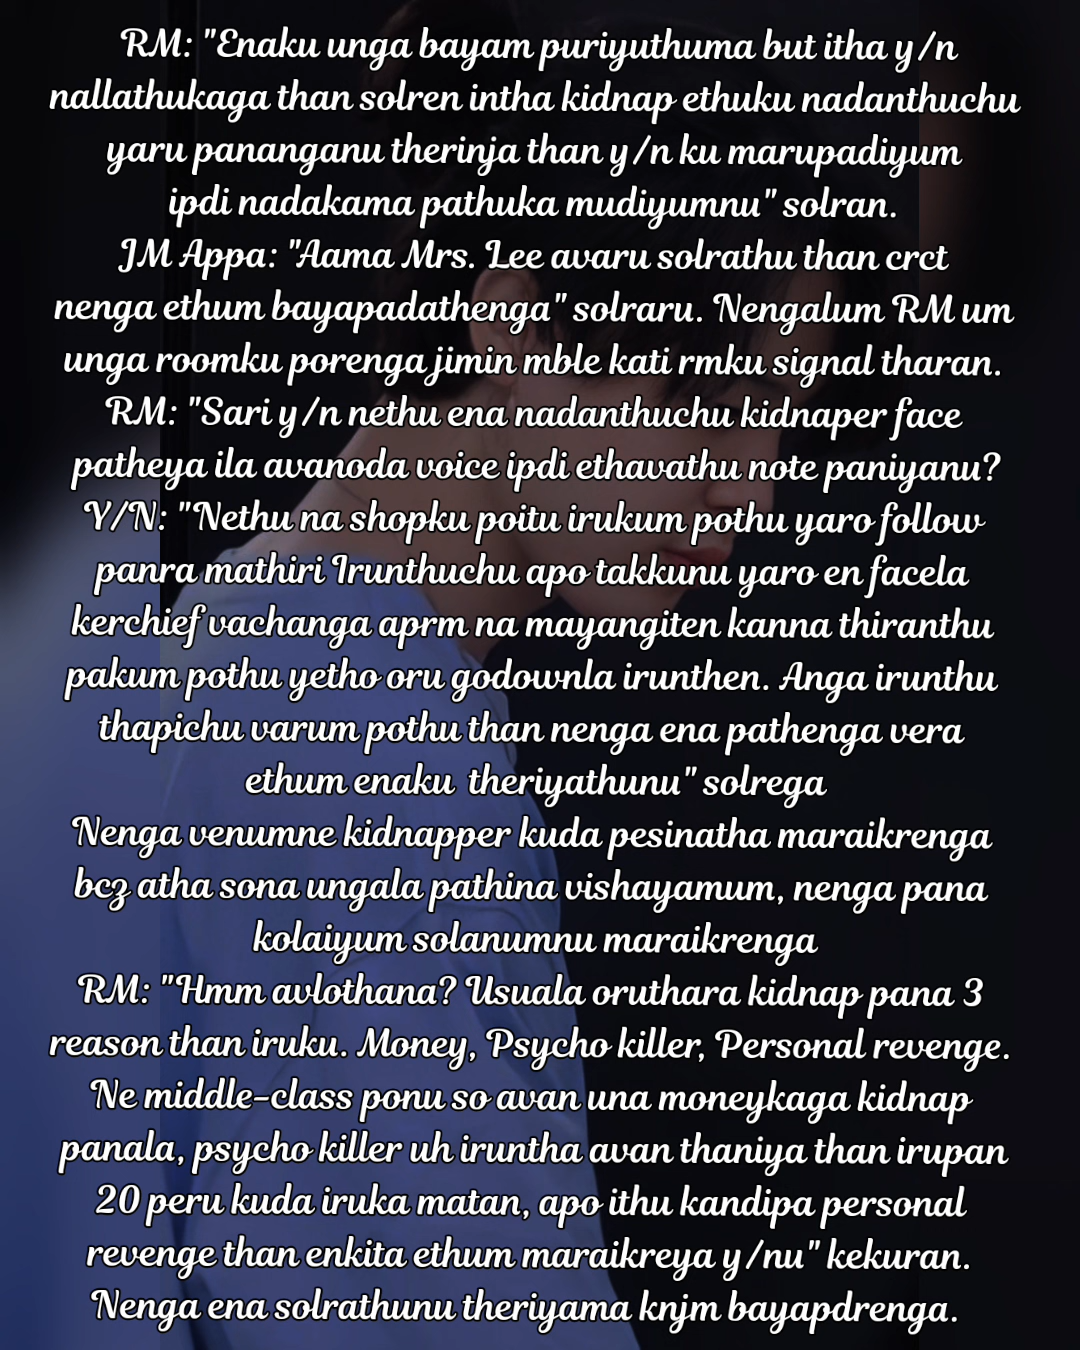 RM: "Enaku unga bayam puriyuthuma but itha y/n
nallathukaga than solren intha kidnap ethuku nadanthuchu
yaru pananganu therinja than y/n ku marupadiyum
ipdi nadakama pathuka mudiyumnu" solran.
JM Appa: "Aama Mrs. Lee avaru solrathu than crct
nenga ethum bayapadathenga" solraru. Nengalum RM um
unga roomku porenga jimin mble kati rmku signal tharan.
RM: "Sari y/n nethu ena nadanthuchu kidnaper face
patheya ila avanoda voice ipdi ethavathu note paniyanu?
Y/N: "Nethu na shopku poitu irukum pothu yaro follow
panra mathiri Irunthuchu apo takkunu yaro en facela
kerchief vachanga aprm na mayangiten kanna thiranthu
pakum pothu yetho oru godownla irunthen. Anga irunthu
thapichu varum pothu than nenga ena pathenga vera
ethum enaku theriyathunu" solrega
Nenga venumne kidnapper kuda pesinatha maraikrenga
bcz atha sona ungala pathina vishayamum, nenga pana
kolaiyum solanumnu maraikrenga
RM: "Hmm avlothana? Usuala oruthara kidnap pana 3
reason than iruku. Money, Psycho killer, Personal revenge.
Ne middle-class ponu so avan una moneykaga kidnap
panala, psycho killer uh iruntha avan thaniya than irupan
20 peru kuda iruka matan, apo ithu kandipa personal
revenge than enkita ethum maraikreya y/nu" kekuran.
Nenga ena solrathunu theriyama knjm bayapdrenga.